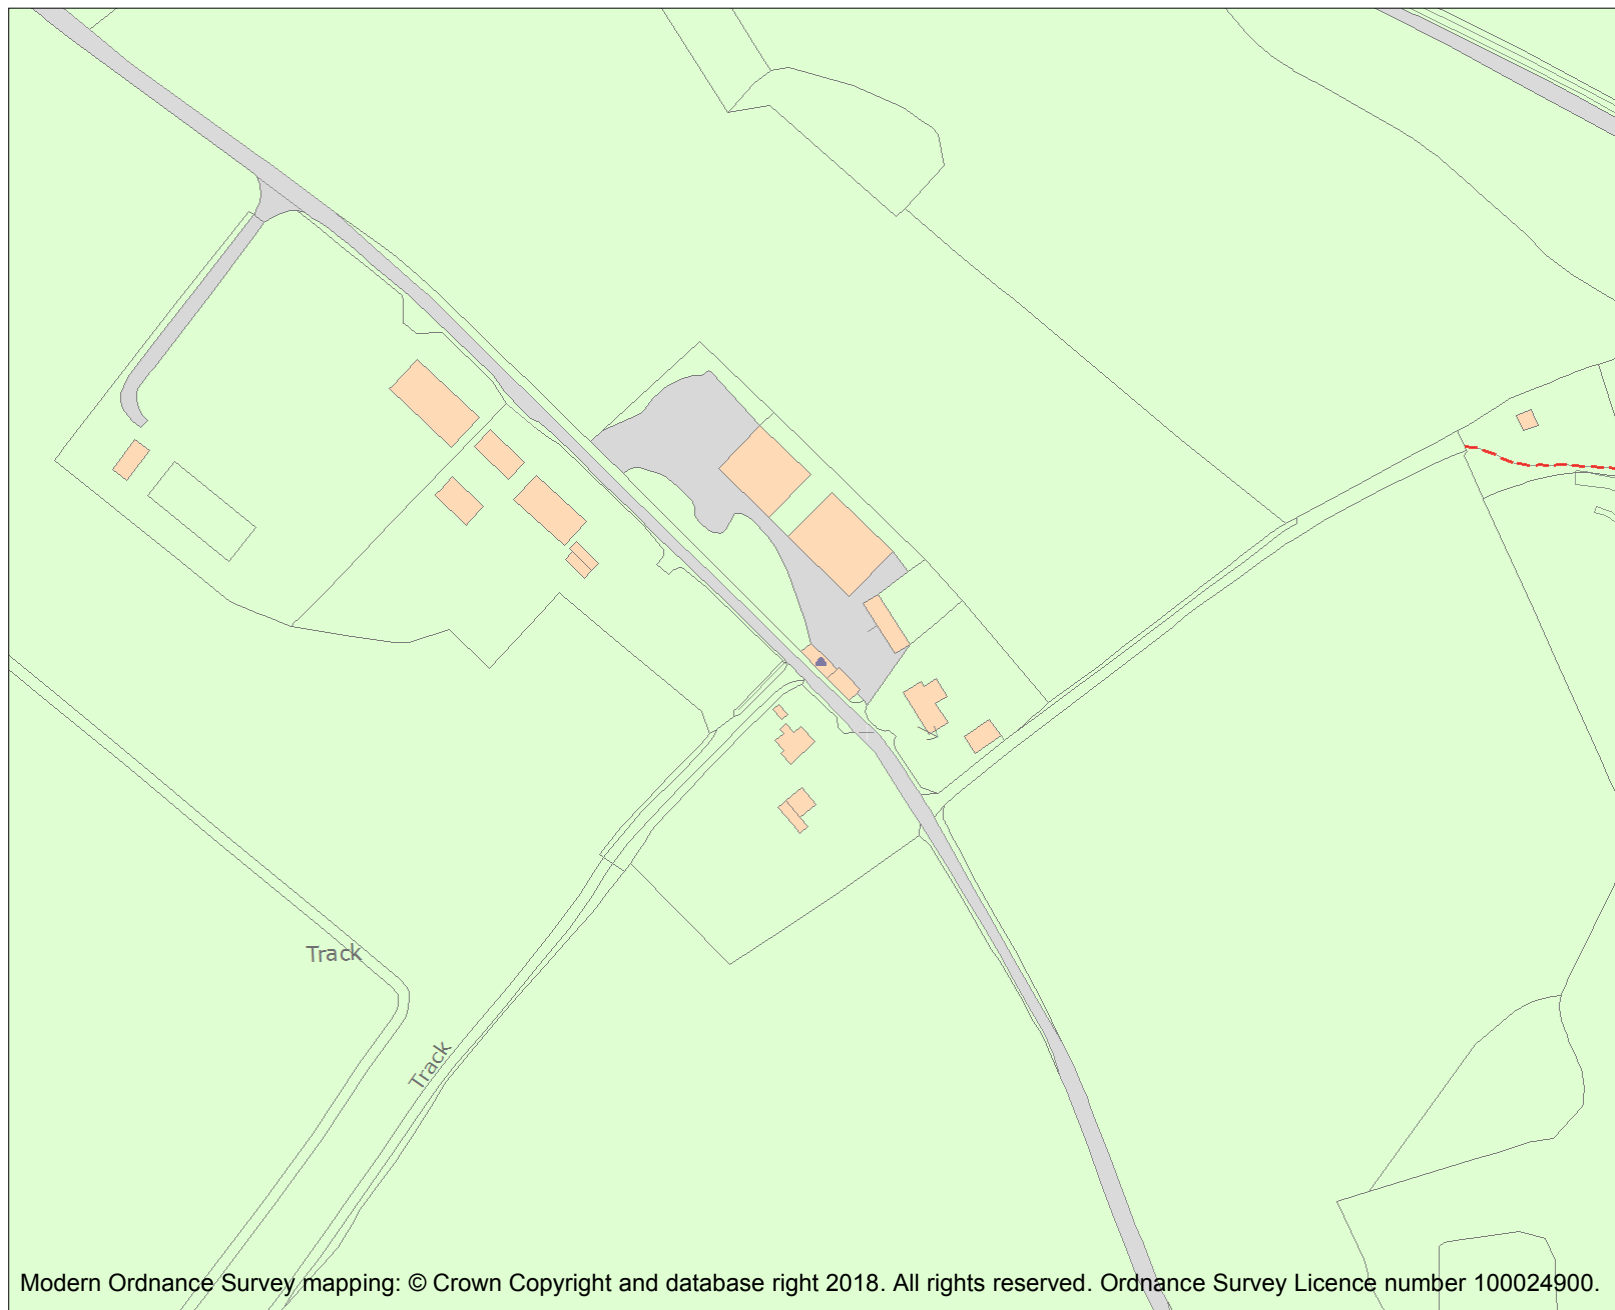 Track
Track
Modern Ordnance Survey mapping: © Crown Copyright and database right 2018. All rights reserved. Ordnance Survey Licence number 100024900.